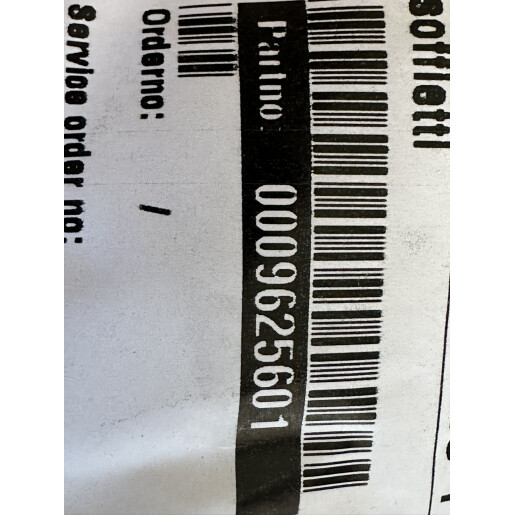 soffietti
Partno: 0009625601
Orderno: /
Service order no: